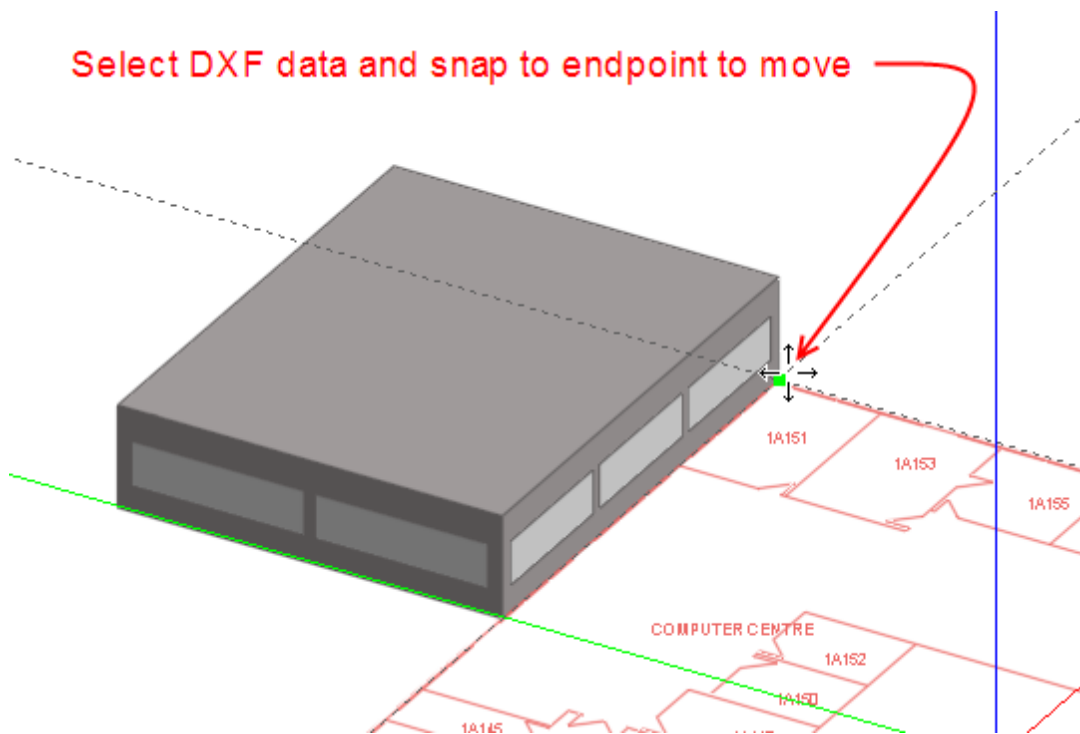 Select DXF data and snap to endpoint to move
1A151
1A153
1A155
COMPUTER CENTRE
1A152
1A150
1A145